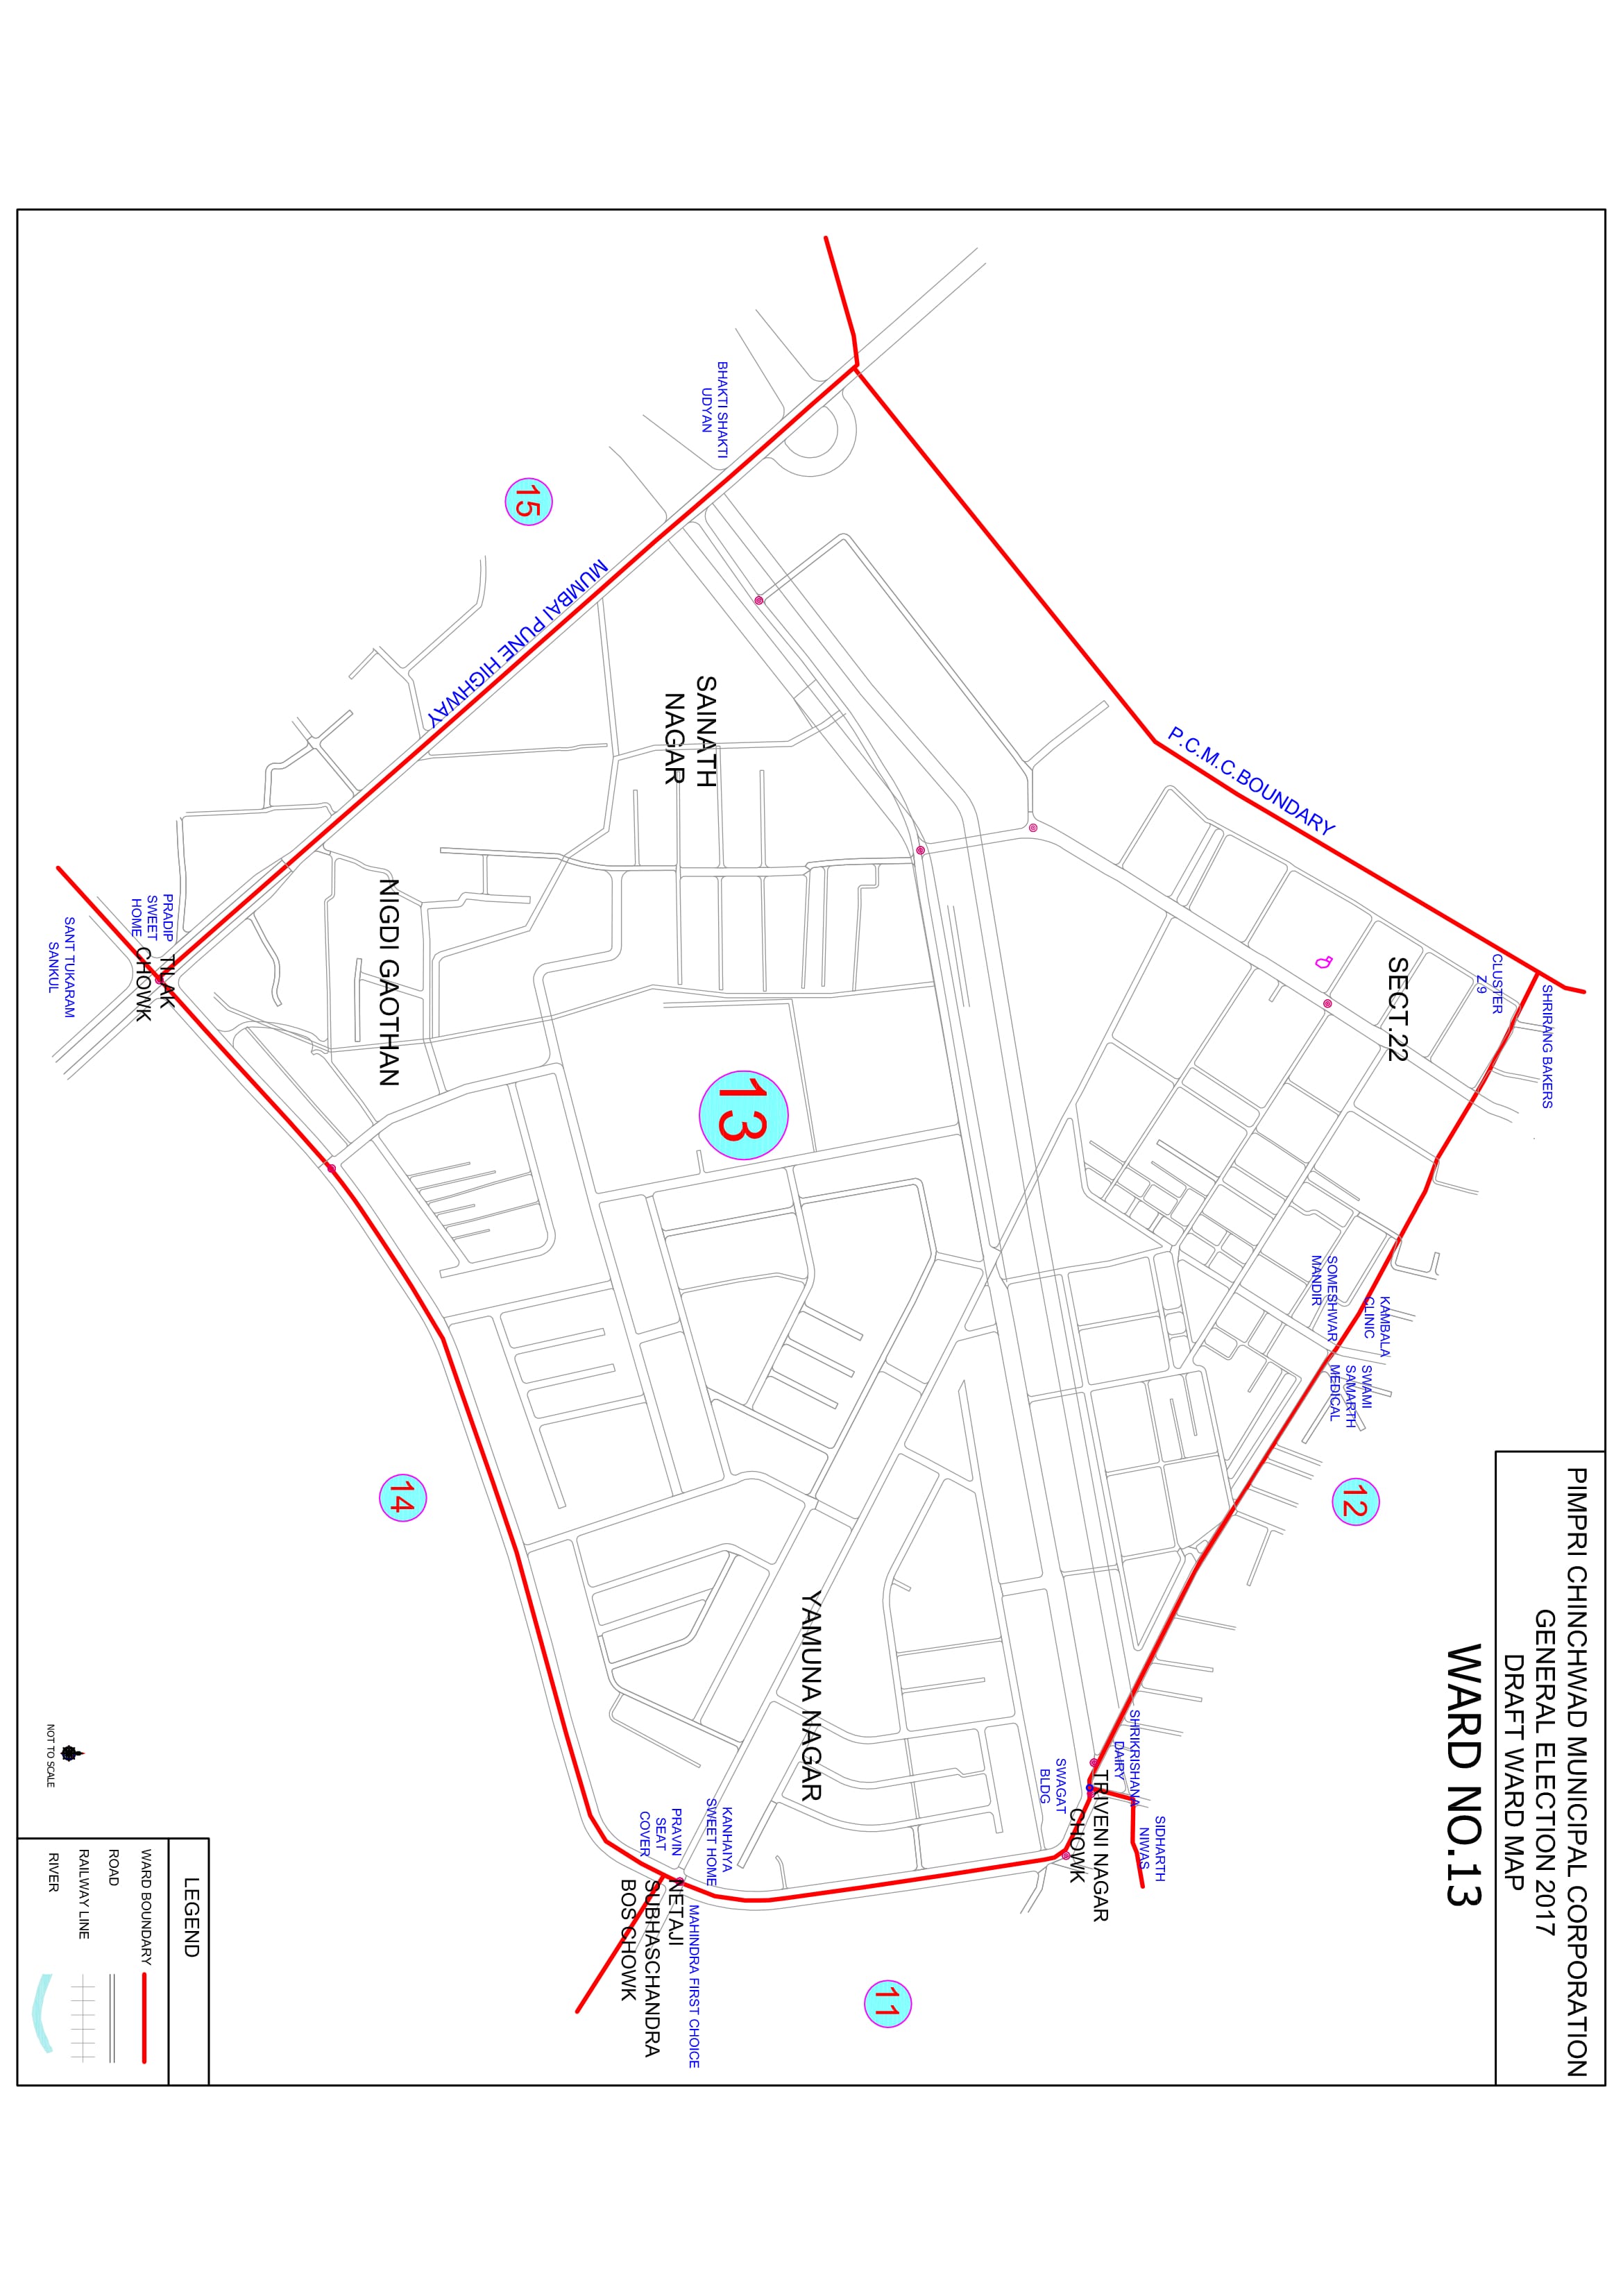 PIMPRI CHINCHWAD MUNICIPAL CORPORATION
GENERAL ELECTION 2017
DRAFT WARD MAP
WARD NO.13
SHRIRANG BAKERS
CLUSTER
Z 9
SECT.22
P.C.M.C.BOUNDARY
KAMBALA
CLINIC
SOMESHWAR
MANDIR
SWAMI
SAMARTH
MEDICAL
12
SIDHARTH
NIWAS
SHRIKRISHANA
DAIRY
TRIVENI NAGAR
CHOWK
SWAGAT
BLDG
11
YAMUNA NAGAR
13
BHAKTI SHAKTI
UDYAN
SAINATH
NAGAR
15
MUMBAI PUNE HIGHWAY
KANHAIYA
SWEET HOME
MAHINDRA FIRST CHOICE
PRAVIN
SEAT
COVER
NETAJI
SUBHASCHANDRA
BOS CHOWK
14
NIGDI GAOTHAN
PRADIP
SWEET
HOME
TILAK
CHOWK
SANT TUKARAM
SANKUL
NOT TO SCALE
LEGEND
WARD BOUNDARY
ROAD
RAILWAY LINE
RIVER